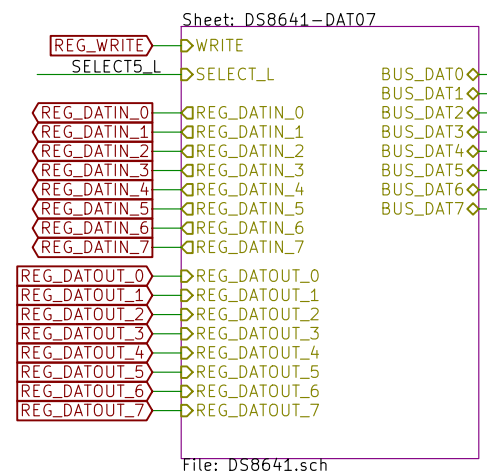 Sheet: DS8641-DAT07
REG_WRITE WRITE
SELECT5_L SELECT_L BUS_DAT0
BUS_DAT1
REG_DATIN_0 REG_DATIN_0 BUS_DAT2
REG_DATIN_1 REG_DATIN_1 BUS_DAT3
REG_DATIN_2 REG_DATIN_2 BUS_DAT4
REG_DATIN_3 REG_DATIN_3 BUS_DAT5
REG_DATIN_4 REG_DATIN_4 BUS_DAT6
REG_DATIN_5 REG_DATIN_5 BUS_DAT7
REG_DATIN_6 REG_DATIN_6
REG_DATIN_7 REG_DATIN_7
REG_DATOUT_0 REG_DATOUT_0
REG_DATOUT_1 REG_DATOUT_1
REG_DATOUT_2 REG_DATOUT_2
REG_DATOUT_3 REG_DATOUT_3
REG_DATOUT_4 REG_DATOUT_4
REG_DATOUT_5 REG_DATOUT_5
REG_DATOUT_6 REG_DATOUT_6
REG_DATOUT_7 REG_DATOUT_7
File: DS8641.sch